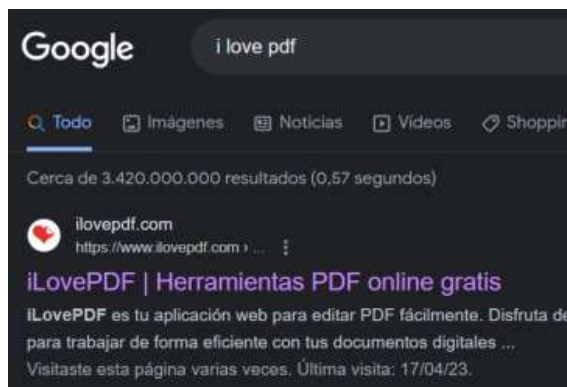 Google
i love pdf
Todo Imágenes Noticias Vídeos
Cerca de 3.420.000.000 resultados (0,57 segundos)
ilovepdf.com
https://www.ilovepdf.com › ...
iLovePDF | Herramientas PDF online gratis
iLovePDF es tu aplicación web para editar PDF fácilmente. Disfruta de
para trabajar de forma eficiente con tus documentos digitales ...
Visitaste esta página varias veces. Última visita: 17/04/23.